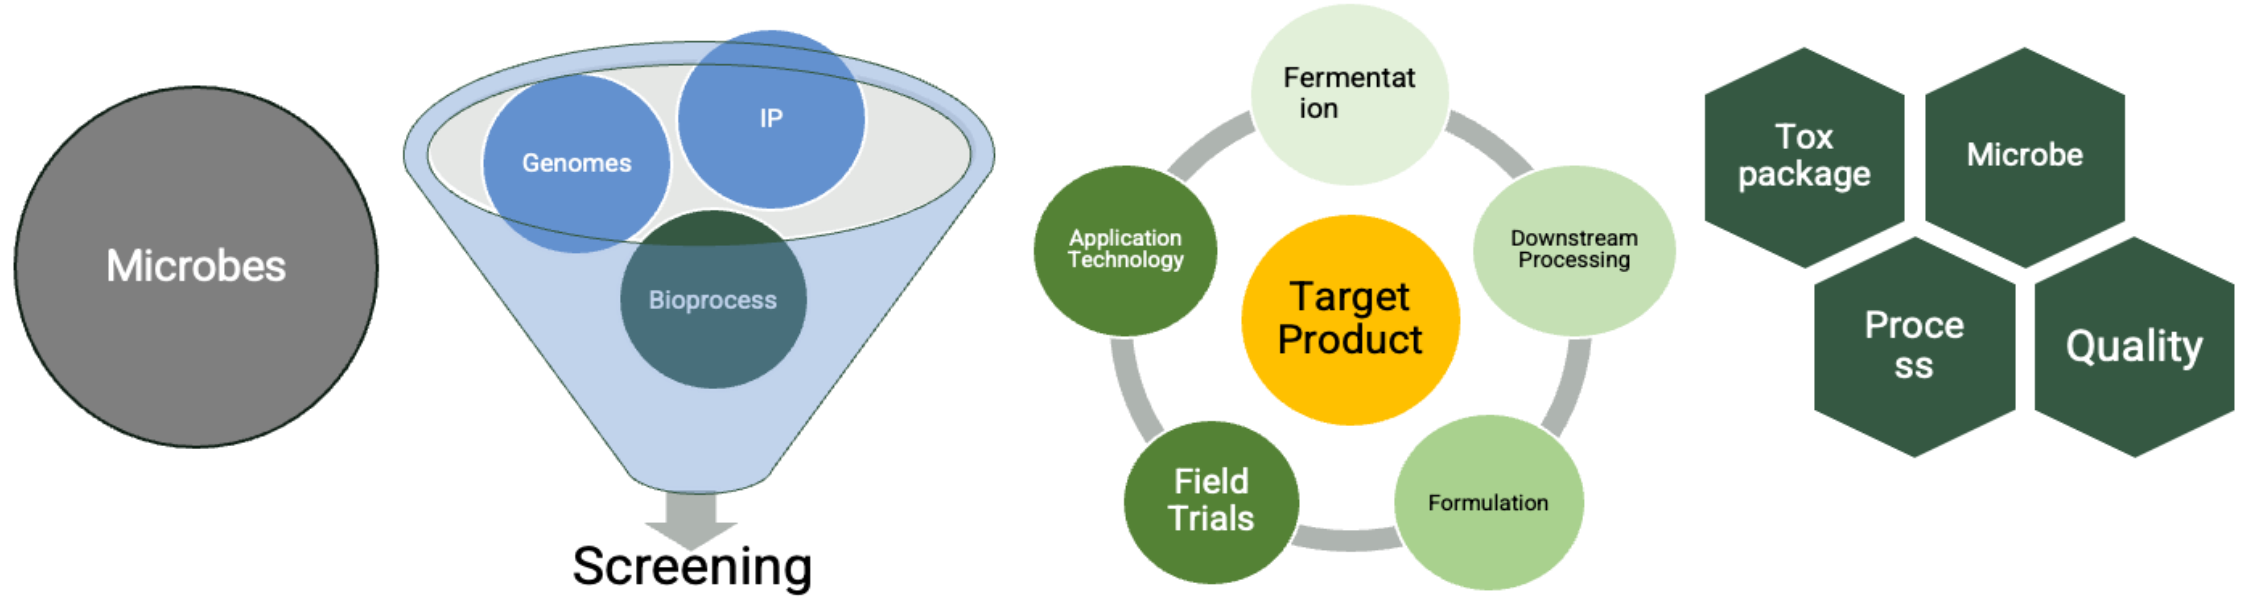 Microbes
Genomes
IP
Bioprocess
Screening
Fermentat
ion
Application
Technology
Downstream
Processing
Target
Product
Field
Trials
Formulation
Tox
package
Microbe
Proce
ss
Quality